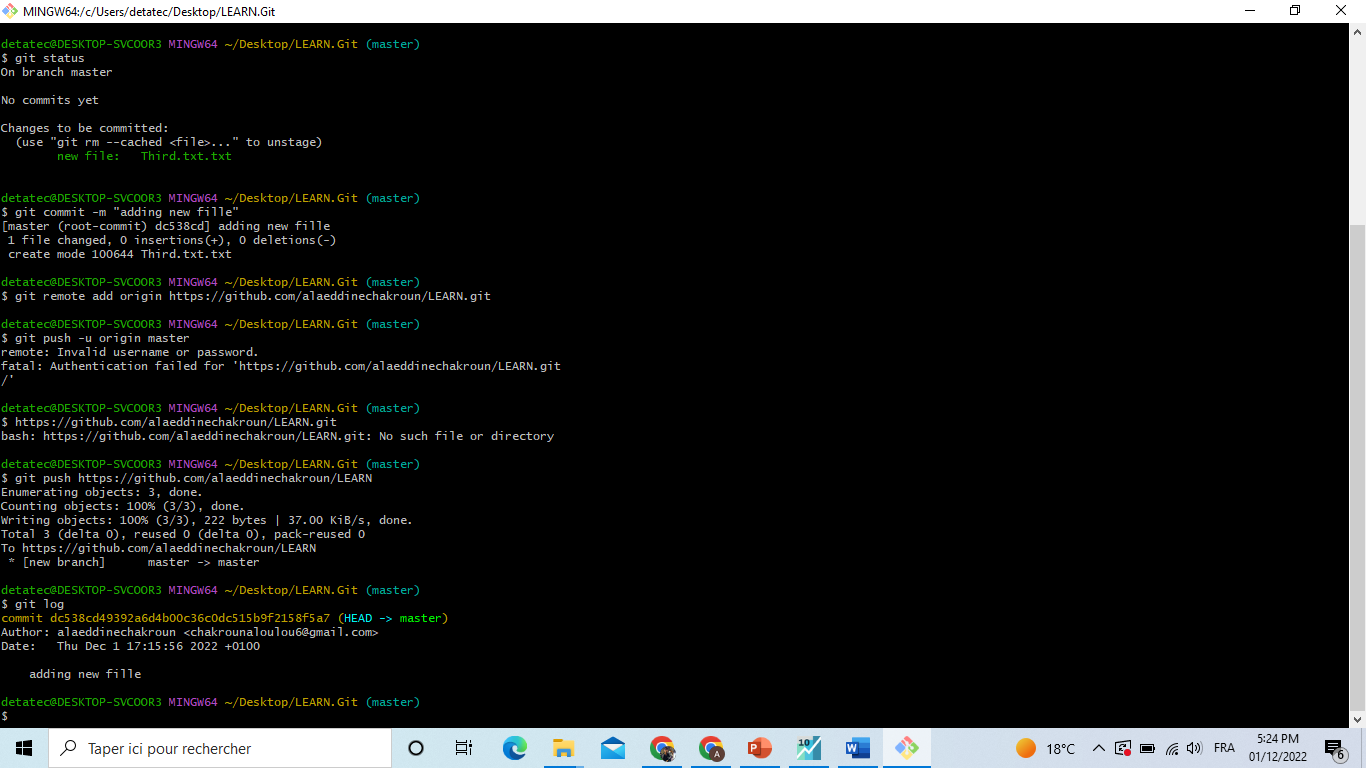 MINGW64:/c/Users/detatec/Desktop/LEARN.Git
detatec@DESKTOP-SVCOOR3 MINGW64 ~/Desktop/LEARN.Git (master)
$ git status
On branch master
No commits yet
Changes to be committed:
(use "git rm --cached <file>..." to unstage)
new file:   Third.txt.txt
detatec@DESKTOP-SVCOOR3 MINGW64 ~/Desktop/LEARN.Git (master)
$ git commit -m "adding new fille"
[master (root-commit) dc538cd] adding new fille
1 file changed, 0 insertions(+), 0 deletions(-)
create mode 100644 Third.txt.txt
detatec@DESKTOP-SVCOOR3 MINGW64 ~/Desktop/LEARN.Git (master)
$ git remote add origin https://github.com/alaeddinechakroun/LEARN.git
detatec@DESKTOP-SVCOOR3 MINGW64 ~/Desktop/LEARN.Git (master)
$ git push -u origin master
remote: Invalid username or password.
fatal: Authentication failed for 'https://github.com/alaeddinechakroun/LEARN.git
/'
detatec@DESKTOP-SVCOOR3 MINGW64 ~/Desktop/LEARN.Git (master)
$ https://github.com/alaeddinechakroun/LEARN.git
bash: https://github.com/alaeddinechakroun/LEARN.git: No such file or directory
detatec@DESKTOP-SVCOOR3 MINGW64 ~/Desktop/LEARN.Git (master)
$ git push https://github.com/alaeddinechakroun/LEARN
Enumerating objects: 3, done.
Counting objects: 100% (3/3), done.
Writing objects: 100% (3/3), 222 bytes | 37.00 KiB/s, done.
Total 3 (delta 0), reused 0 (delta 0), pack-reused 0
To https://github.com/alaeddinechakroun/LEARN
* [new branch]      master -> master
detatec@DESKTOP-SVCOOR3 MINGW64 ~/Desktop/LEARN.Git (master)
$ git log
commit dc538cd49392a6d4b00c36c0dc515b9f2158f5a7 (HEAD -> master)
Author: alaeddinechakroun <chakrounaloulou6@gmail.com>
Date:   Thu Dec 1 17:15:56 2022 +0100
adding new fille
detatec@DESKTOP-SVCOOR3 MINGW64 ~/Desktop/LEARN.Git (master)
$
Taper ici pour rechercher
A
P
10
W
18°C
FRA
5:24 PM
01/12/2022
6